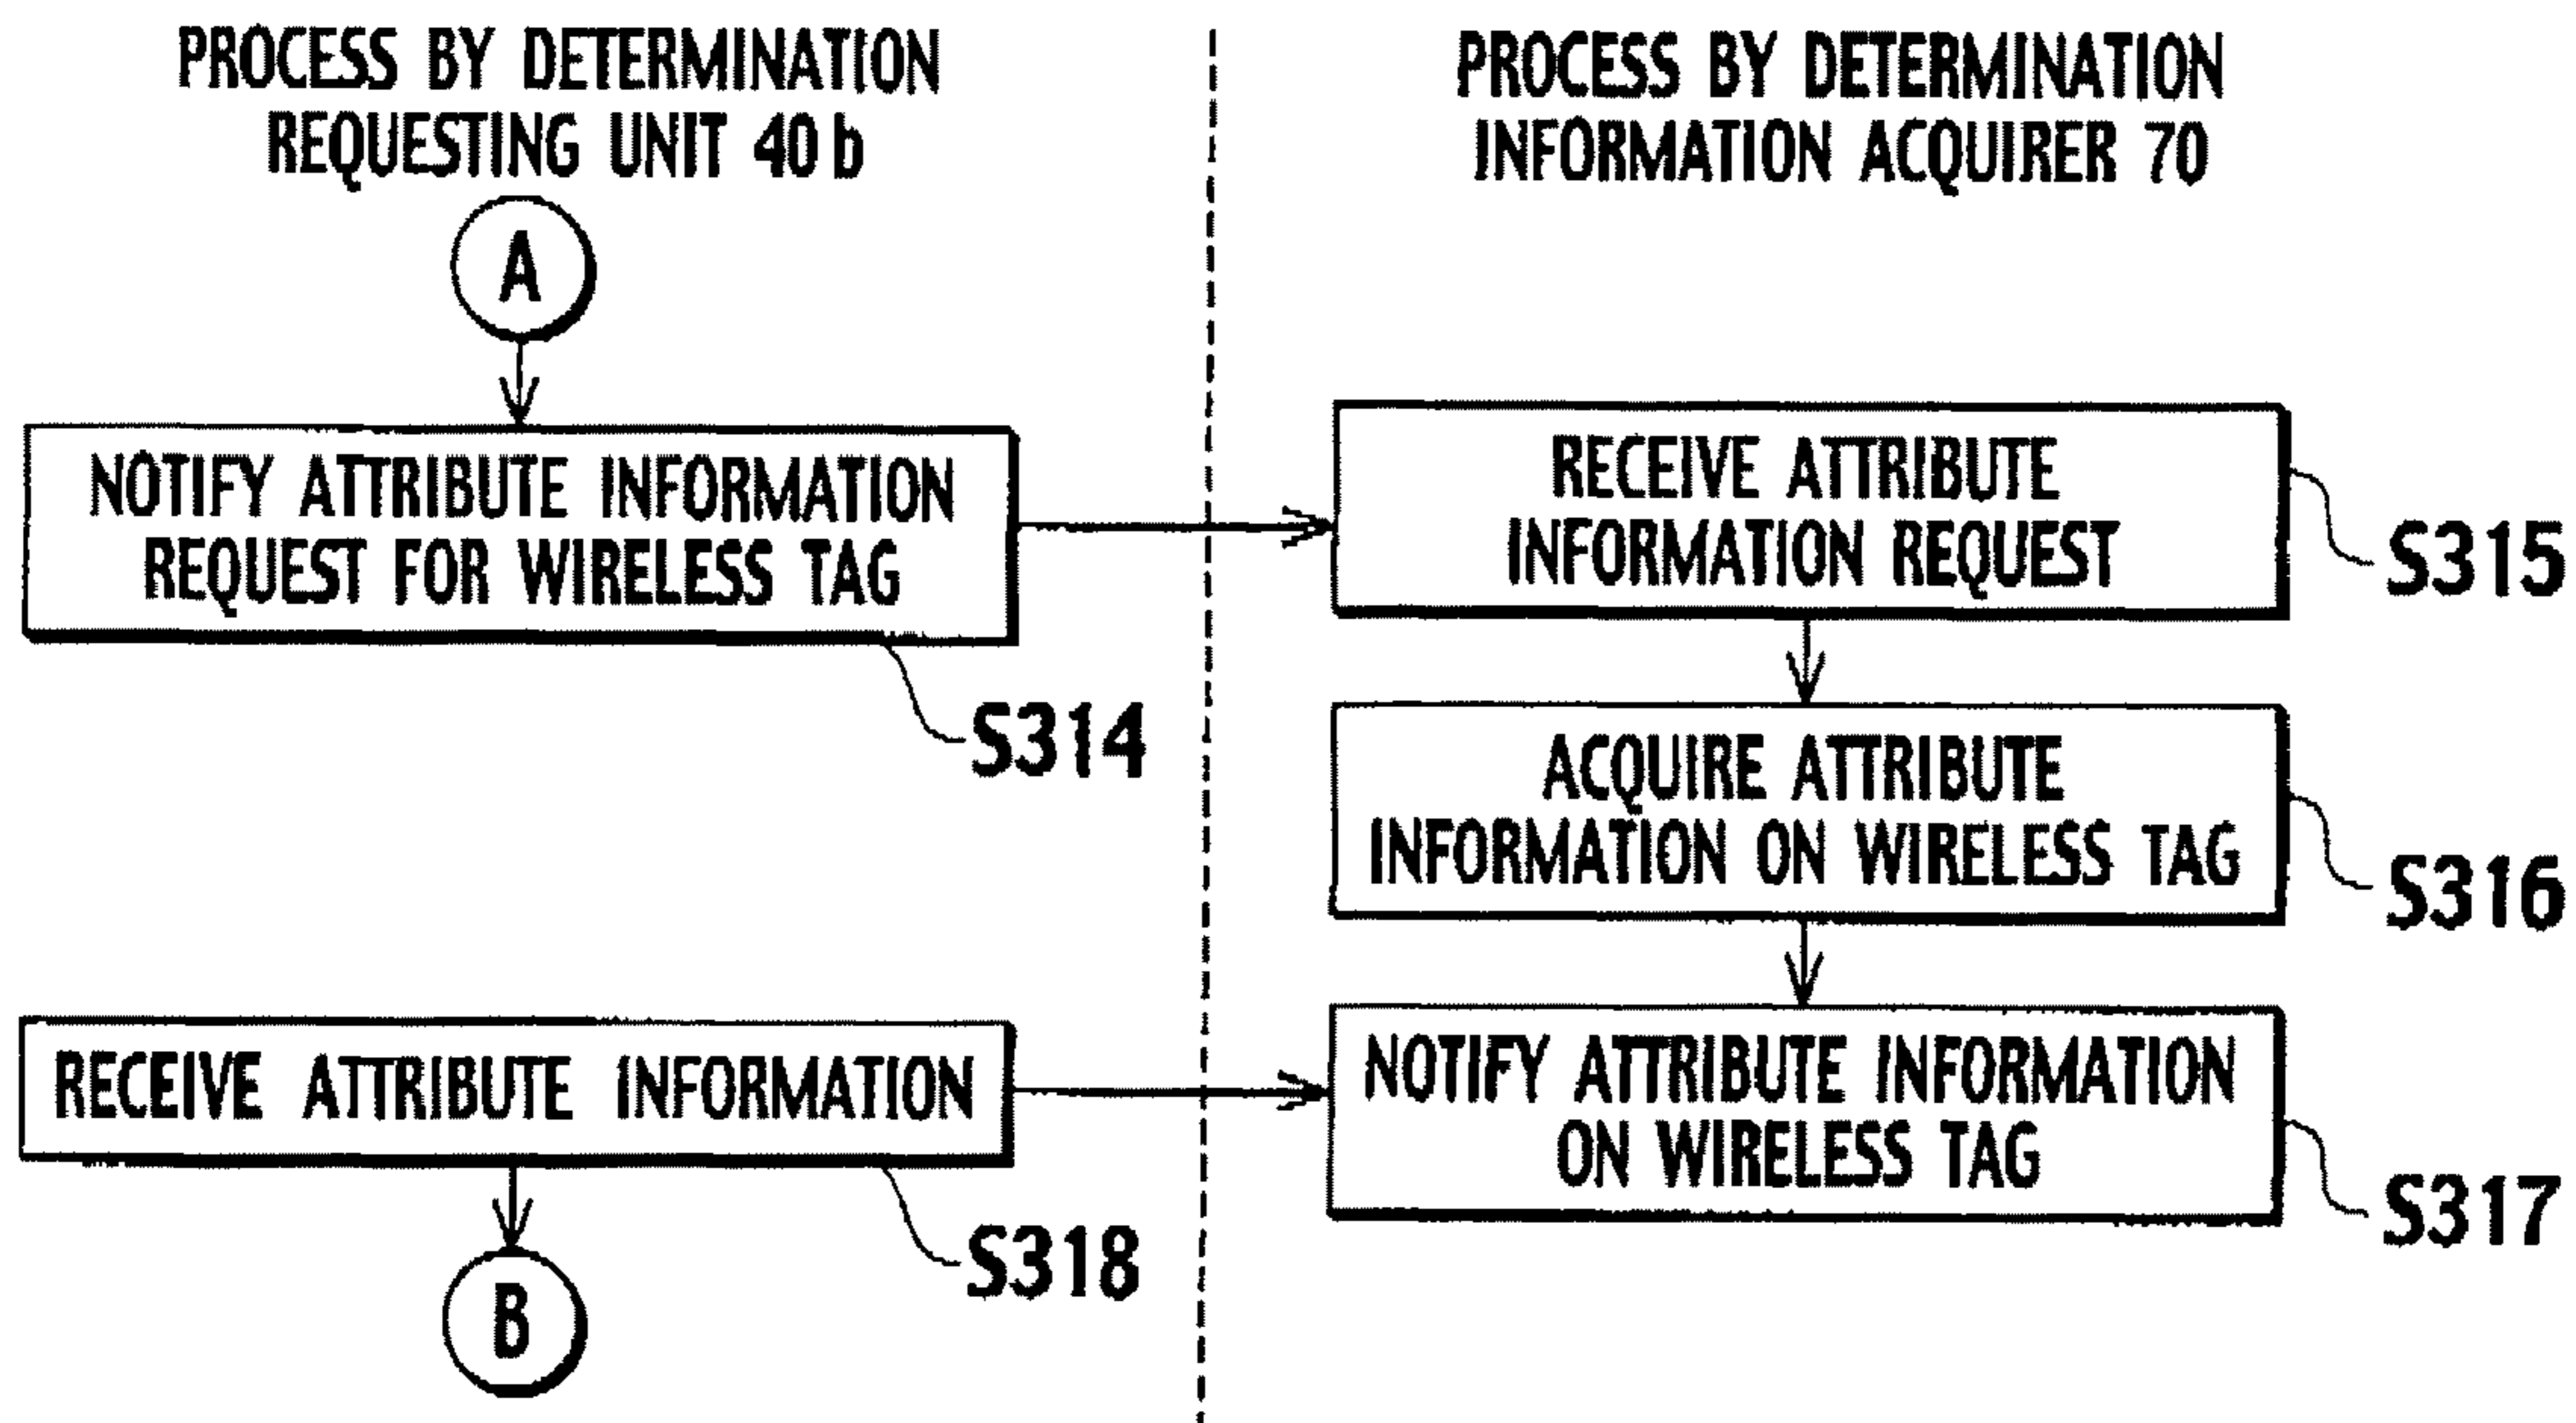 PROCESS BY DETERMINATION
REQUESTING UNIT 40b
A
NOTIFY ATTRIBUTE INFORMATION
REQUEST FOR WIRELESS TAG
S314
RECEIVE ATTRIBUTE INFORMATION
S318
B
PROCESS BY DETERMINATION
INFORMATION ACQUIRER 70
RECEIVE ATTRIBUTE
INFORMATION REQUEST
S315
ACQUIRE ATTRIBUTE
INFORMATION ON WIRELESS TAG
S316
NOTIFY ATTRIBUTE INFORMATION
ON WIRELESS TAG
S317